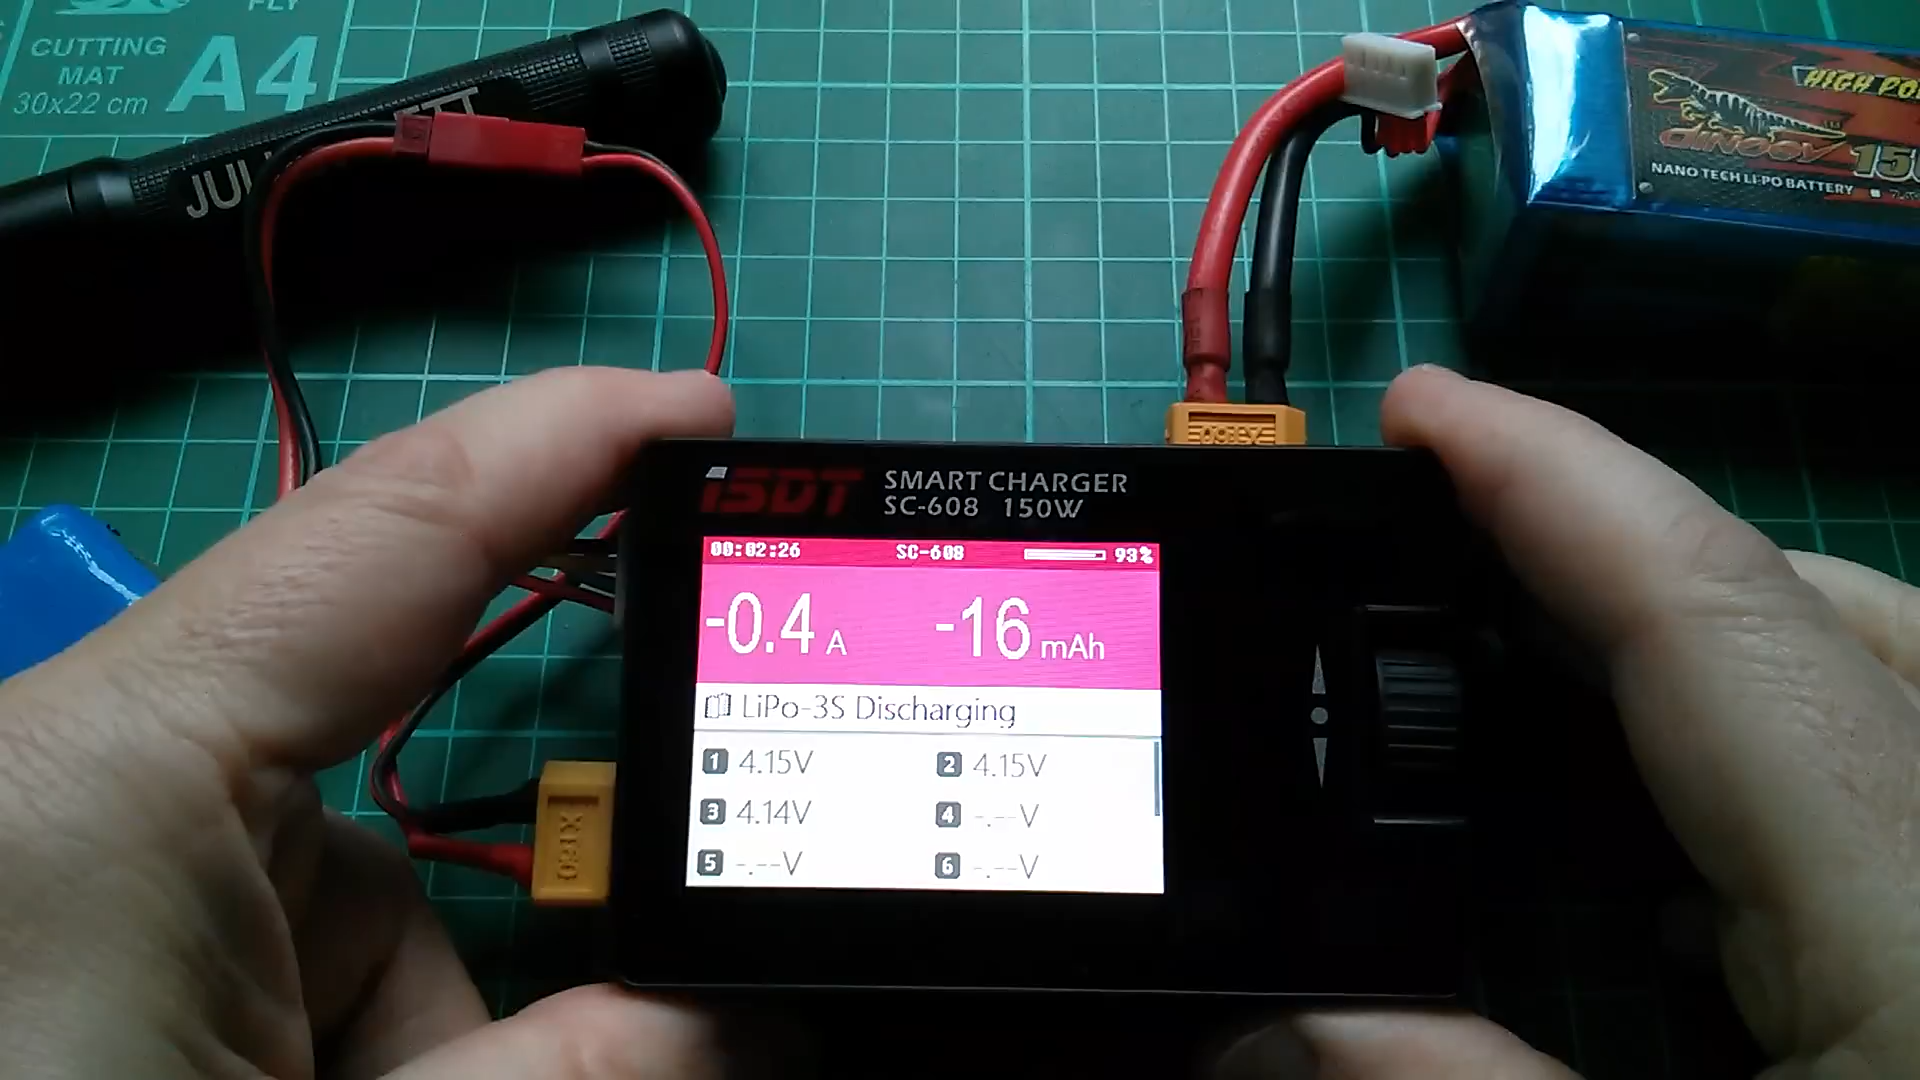 FLY
CUTTING
MAT
A4
30x22 cm
HIGH
NANO TECH LI-PO BATTERY
XT60
iSDT
SMART CHARGER
SC-608 150W
00:02:26 SC-608 93%
-0.4 A -16 mAh
LiPo-3S Discharging
1 4.15V 2 4.15V
3 4.14V 4 -.--V
5 -.--V 6 -.--V
XT60